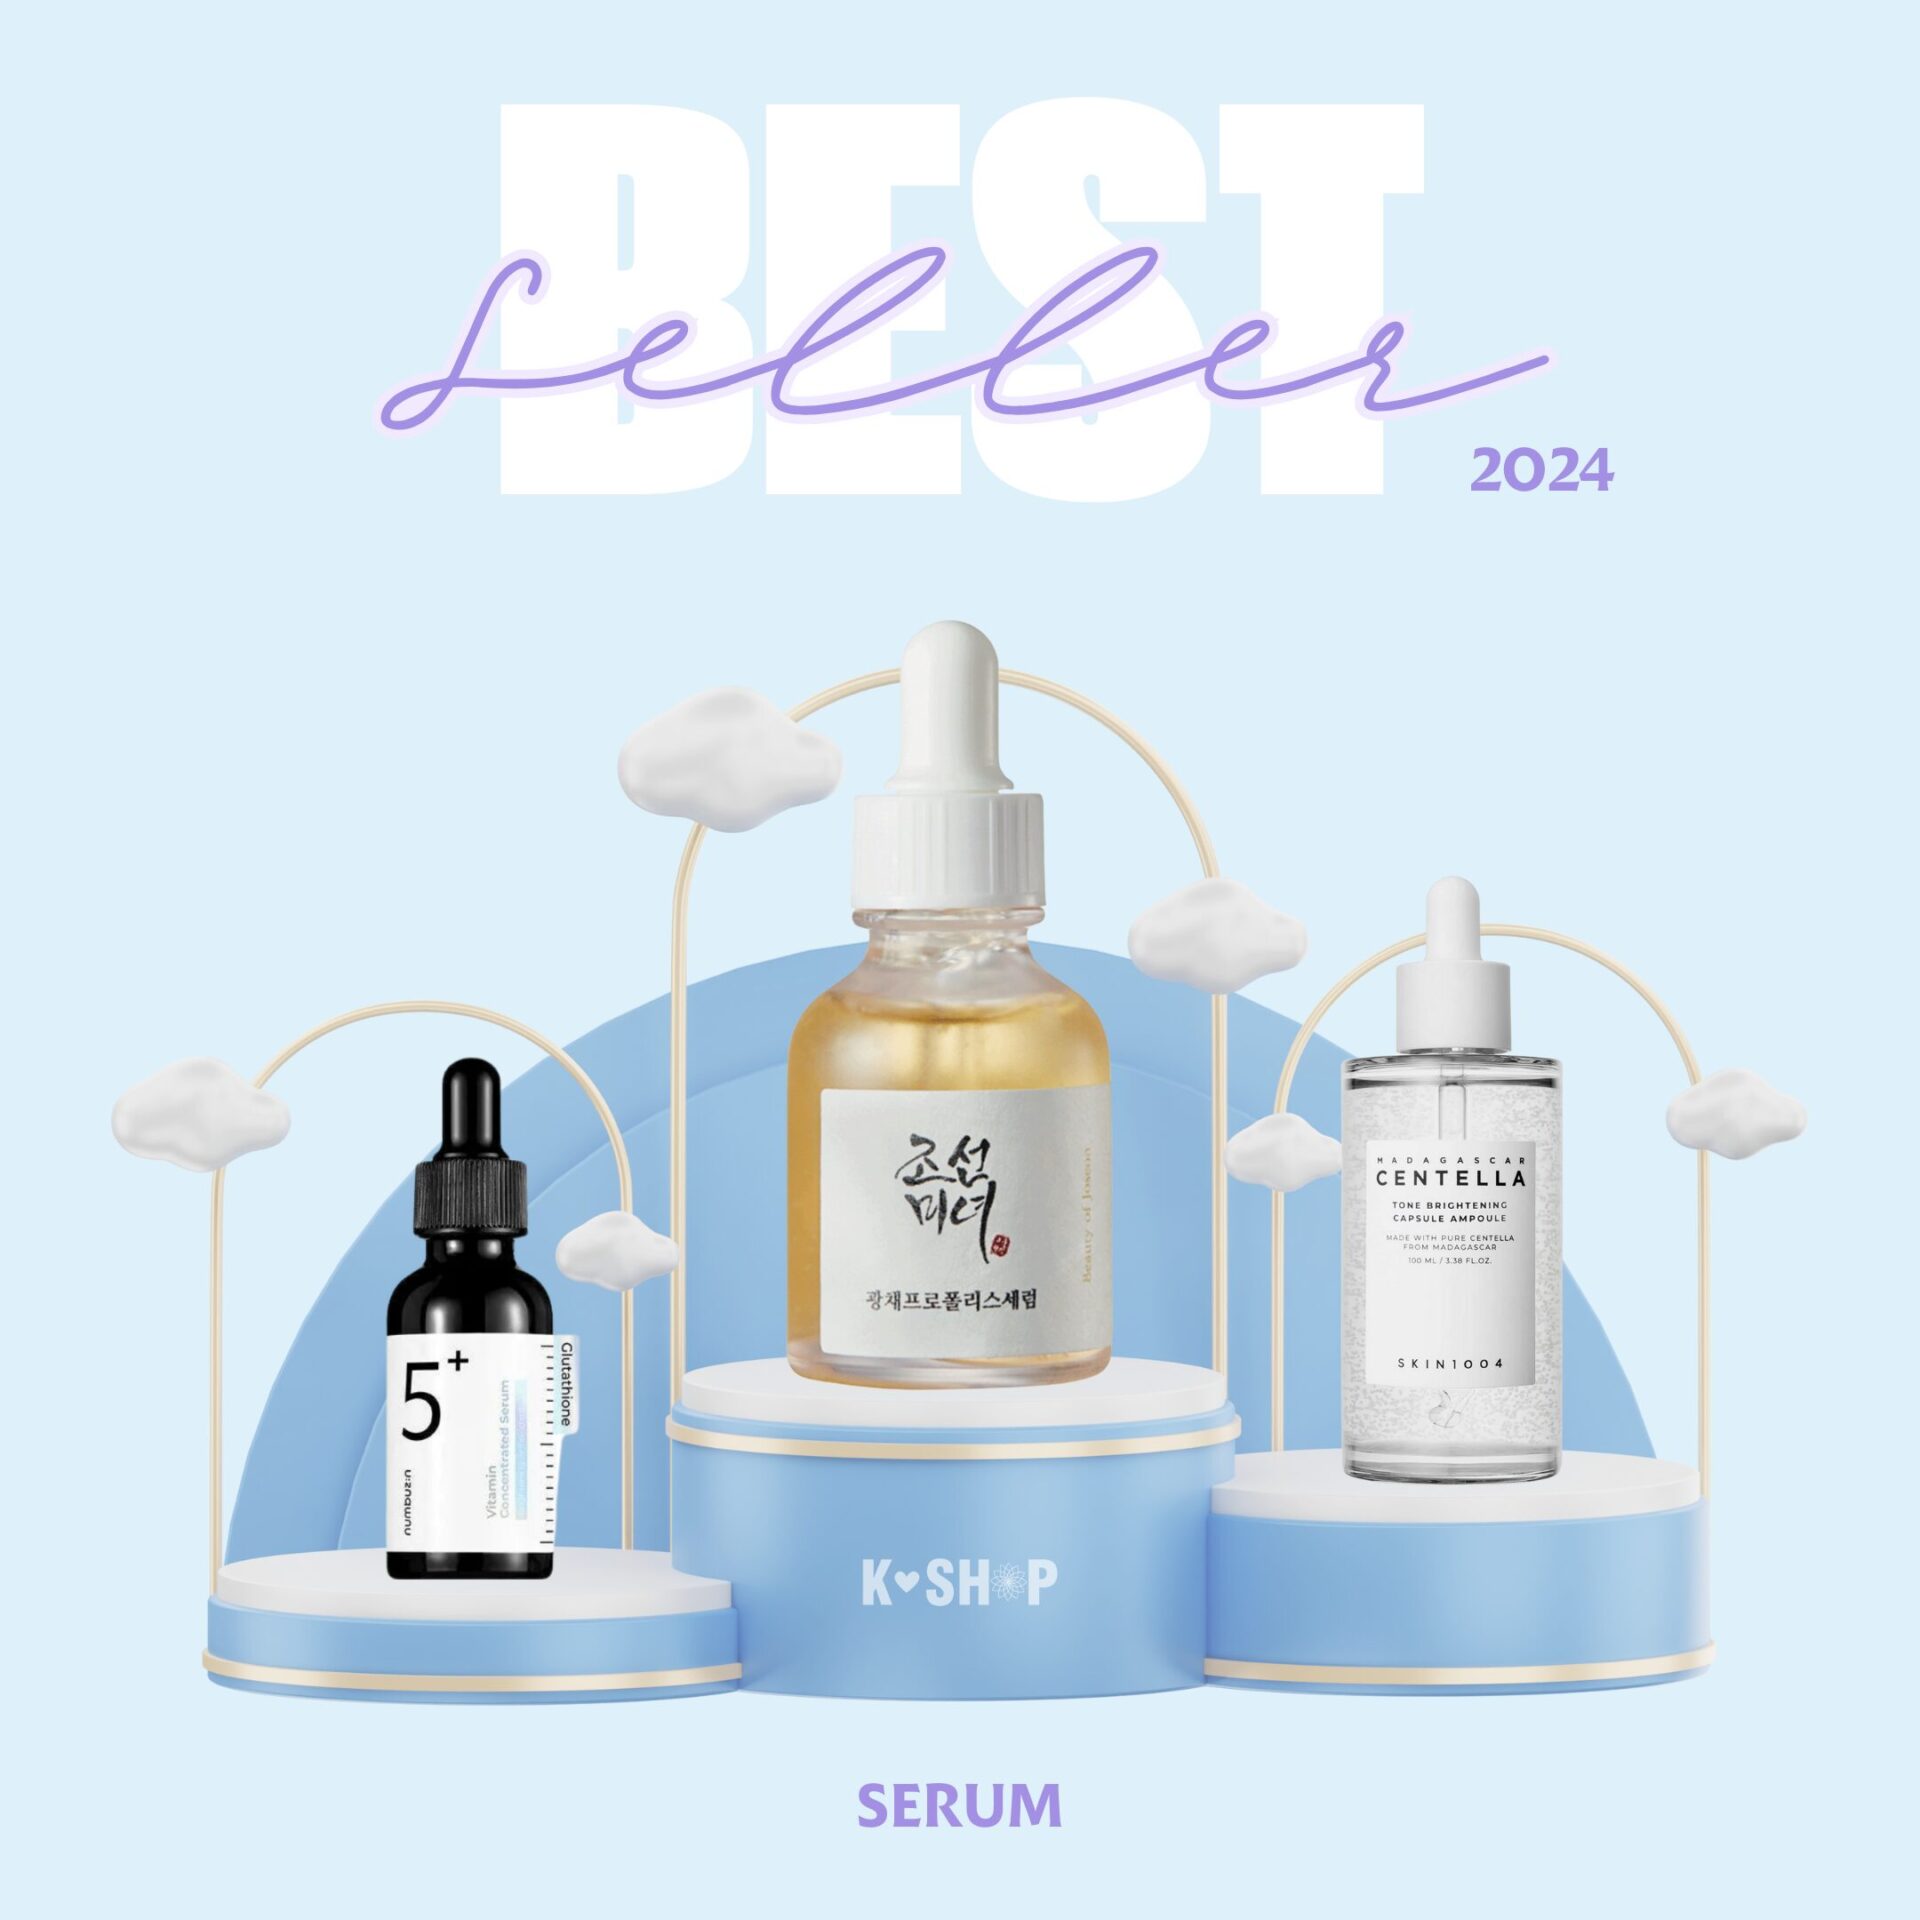 BEST
Seller
2024
조선
미녀
광채프로폴리스세럼
Beauty of Joseon
MADAGASCAR
CENTELLA
TONE BRIGHTENING
CAPSULE AMPOULE
MADE WITH PURE CENTELLA
FROM MADAGASCAR
100 ML / 3.38 FL.OZ.
SKIN1004
5+
numbuz:n
Vitamin
Concentrated Serum
Glutathione
K♥SHOP
SERUM